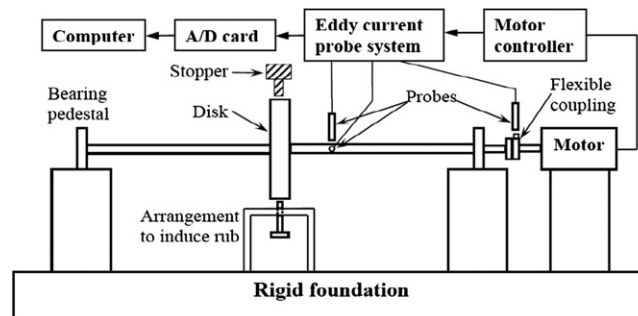 Computer
A/D card
Eddy current
probe system
Motor
controller
Stopper
Bearing
pedestal
Disk
Probes
Flexible
coupling
Motor
Arrangement
to induce rub
Rigid foundation